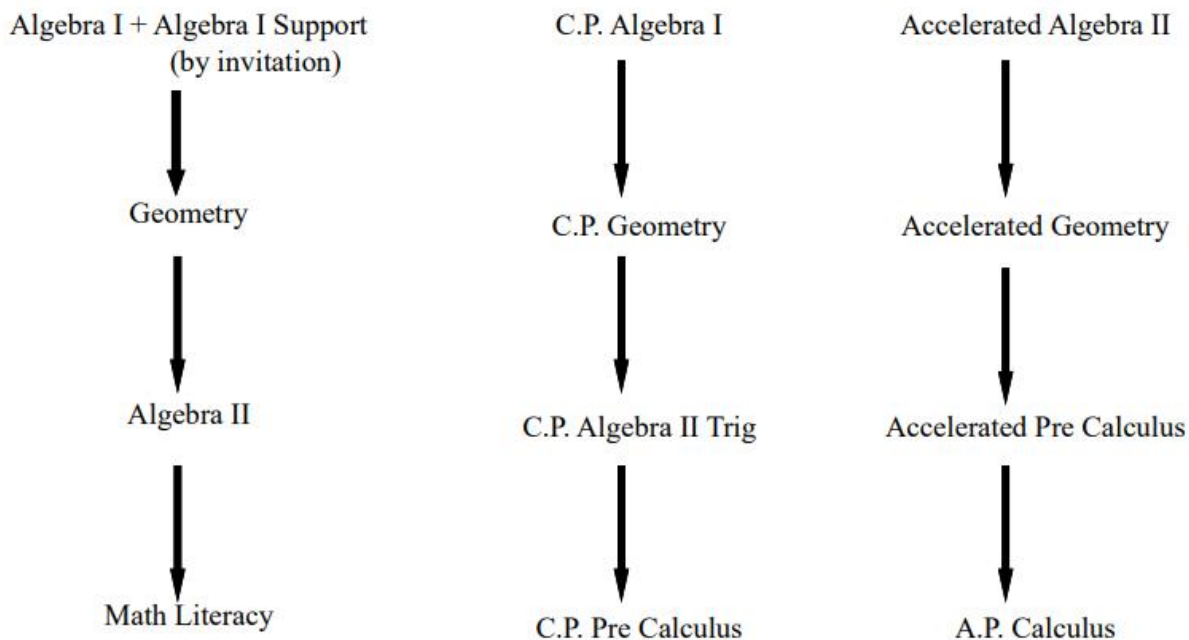 Algebra I + Algebra I Support
(by invitation)
C.P. Algebra I
Accelerated Algebra II
Geometry
C.P. Geometry
Accelerated Geometry
Algebra II
C.P. Algebra II Trig
Accelerated Pre Calculus
Math Literacy
C.P. Pre Calculus
A.P. Calculus